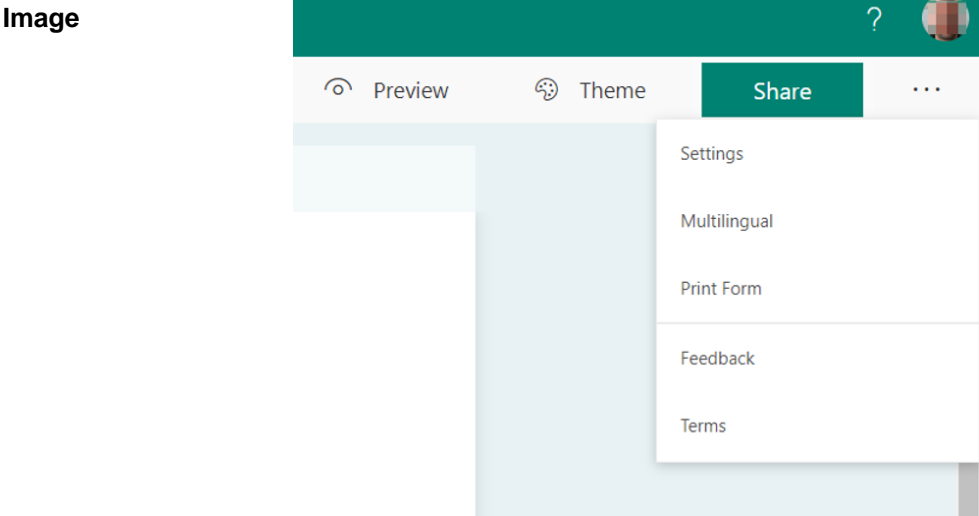 Image
?
Preview
Theme
Share
...
Settings
Multilingual
Print Form
Feedback
Terms